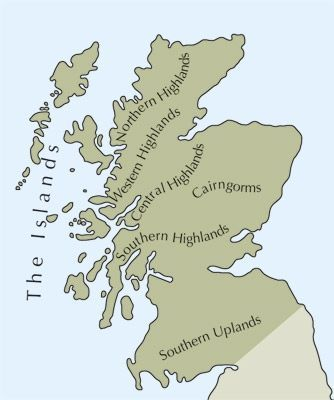 Northern Highlands
Western Highlands
Central Highlands
Cairngorms
The Islands
Southern Highlands
Southern Uplands